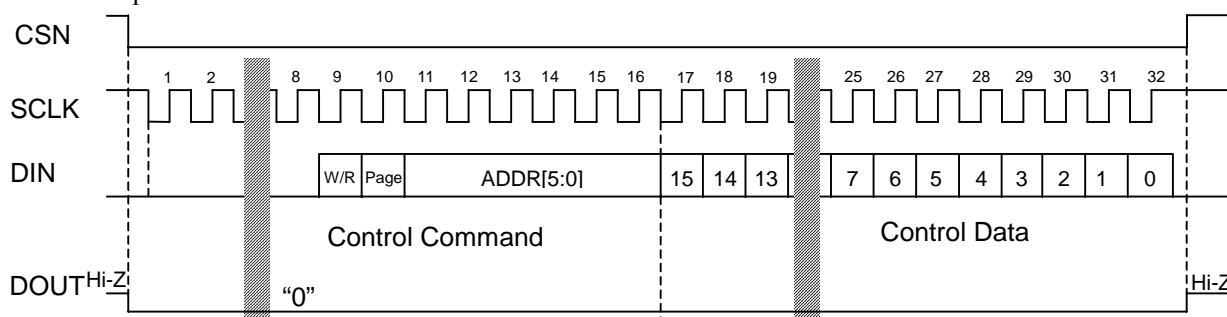 CSN
1 2 8 9 10 11 12 13 14 15 16 17 18 19 25 26 27 28 29 30 31 32
SCLK
DIN W/R Page ADDR[5:0] 15 14 13 7 6 5 4 3 2 1 0
Control Command Control Data
DOUT Hi-Z "0" Hi-Z